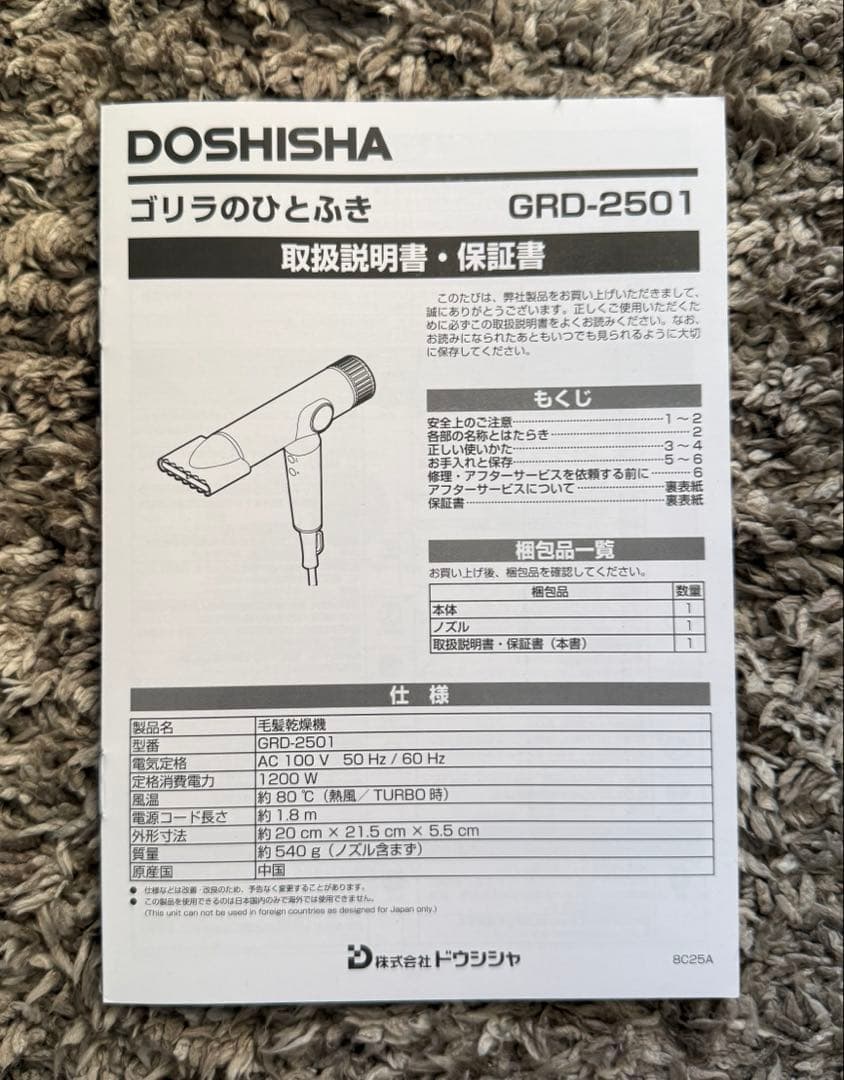 DOSHISHA
ゴリラのひとふき GRD-2501
取扱説明書・保証書
このたびは、弊社製品をお買い上げいただきまして、
誠にありがとうございます。正しくご使用いただくた
めに必ずこの取扱説明書をよくお読みください。なお、
お読みになられたあともいつでも見られるように大切
に保存してください。
もくじ
安全上のご注意 1～2
各部の名称とはたらき 2
正しい使いかた 3～4
お手入れと保存 5～6
修理・アフターサービスを依頼する前に 6
アフターサービスについて 裏表紙
保証書 裏表紙
梱包品一覧
お買い上げ後、梱包品を確認してください。
梱包品 数量
本体 1
ノズル 1
取扱説明書・保証書（本書） 1
仕様
製品名 毛髪乾燥機
型番 GRD-2501
電気定格 AC 100 V 50 Hz / 60 Hz
定格消費電力 1200 W
風温 約 80 ℃（熱風／TURBO 時）
電源コード長さ 約 1.8 m
外形寸法 約 20 cm × 21.5 cm × 5.5 cm
質量 約 540 g（ノズル含まず）
原産国 中国
● 仕様などは改善・改良のため、予告なく変更することがあります。
● この製品を使用できるのは日本国内のみで海外では使用できません。
(This unit can not be used in foreign countries as designed for Japan only.)
株式会社ドウシシャ
8C25A